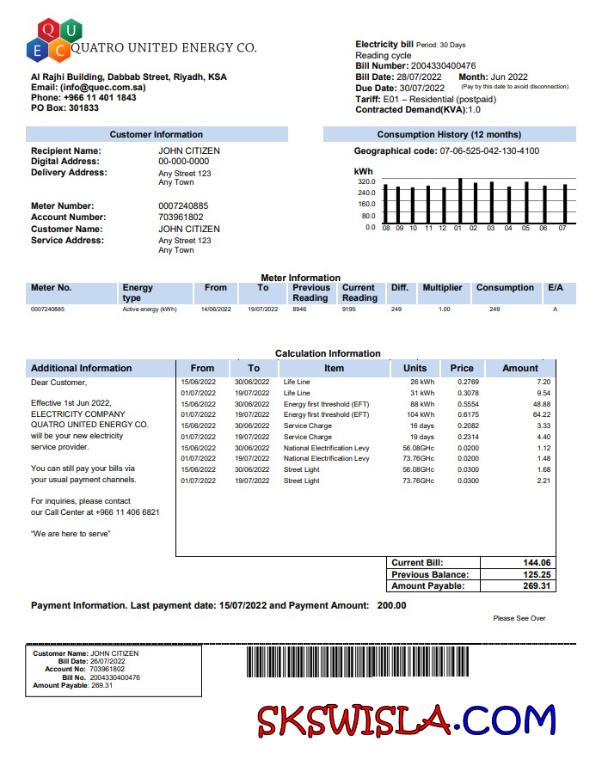 Q U E C
QUATRO UNITED ENERGY CO.
Al Rajhi Building, Dabbab Street, Riyadh, KSA
Email: (info@quec.com.sa)
Phone: +966 11 401 1843
PO Box: 301833
Electricity bill Period: 30 Days
Reading cycle
Bill Number: 2004330400476
Bill Date: 28/07/2022 Month: Jun 2022
Due Date: 30/07/2022 (Pay by this date to avoid disconnection)
Tariff: E01 – Residential (postpaid)
Contracted Demand(KVA):1.0
Customer Information
Recipient Name: JOHN CITIZEN
Digital Address: 00-000-0000
Delivery Address: Any Street 123
Any Town
Meter Number: 0007240885
Account Number: 703961802
Customer Name: JOHN CITIZEN
Service Address: Any Street 123
Any Town
Consumption History (12 months)
Geographical code: 07-06-525-042-130-4100
kWh
320.0
240.0
160.0
80.0
0.0 08 09 10 11 12 01 02 03 04 05 06 07
Meter Information
Meter No. Energy type From To Previous Reading Current Reading Diff. Multiplier Consumption E/A
0007240885 Active energy (kWh) 14/06/2022 19/07/2022 8946 9195 249 1.00 249 A
Calculation Information
Additional Information From To Item Units Price Amount
Dear Customer,
Effective 1st Jun 2022,
ELECTRICITY COMPANY
QUATRO UNITED ENERGY CO.
will be your new electricity
service provider.
You can still pay your bills via
your usual payment channels.
For inquiries, please contact
our Call Center at +966 11 406 6821
"We are here to serve"
15/06/2022 30/06/2022 Life Line 26 kWh 0.2769 7.20
01/07/2022 19/07/2022 Life Line 31 kWh 0.3078 9.54
15/06/2022 30/06/2022 Energy first threshold (EFT) 88 kWh 0.5554 48.88
01/07/2022 19/07/2022 Energy first threshold (EFT) 104 kWh 0.6175 64.22
15/06/2022 30/06/2022 Service Charge 16 days 0.2082 3.33
01/07/2022 19/07/2022 Service Charge 19 days 0.2314 4.40
15/06/2022 30/06/2022 National Electrification Levy 56.08GHc 0.0200 1.12
01/07/2022 19/07/2022 National Electrification Levy 73.76GHc 0.0200 1.48
15/06/2022 30/06/2022 Street Light 56.08GHc 0.0300 1.68
01/07/2022 19/07/2022 Street Light 73.76GHc 0.0300 2.21
Current Bill: 144.06
Previous Balance: 125.25
Amount Payable: 269.31
Payment Information. Last payment date: 15/07/2022 and Payment Amount: 200.00
Please See Over
Customer Name: JOHN CITIZEN
Bill Date: 26/07/2022
Account No: 703961802
Bill No. 2004330400476
Amount Payable: 269.31
SKSWISLA.COM